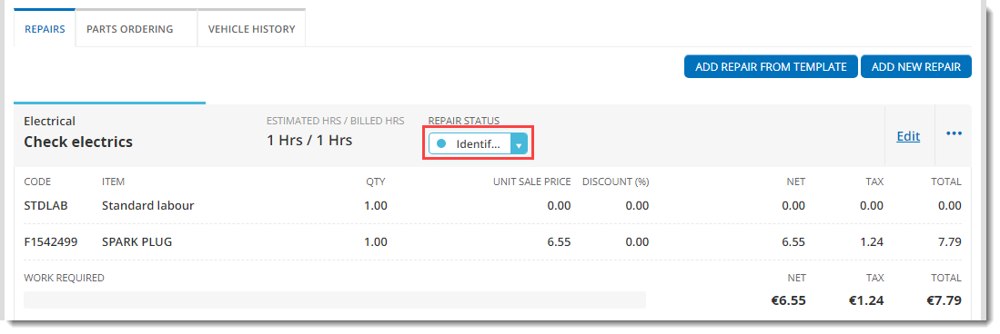 REPAIRS PARTS ORDERING VEHICLE HISTORY
ADD REPAIR FROM TEMPLATE ADD NEW REPAIR
Electrical ESTIMATED HRS / BILLED HRS REPAIR STATUS
Check electrics 1 Hrs / 1 Hrs Identif... Edit
CODE ITEM QTY UNIT SALE PRICE DISCOUNT (%) NET TAX TOTAL
STDLAB Standard labour 1.00 0.00 0.00 0.00 0.00 0.00
F1542499 SPARK PLUG 1.00 6.55 0.00 6.55 1.24 7.79
WORK REQUIRED NET TAX TOTAL
€6.55 €1.24 €7.79